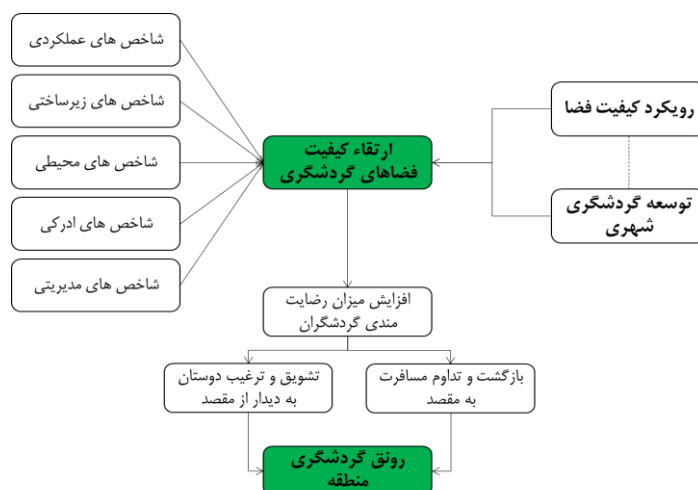 شاخص های عملکردی
شاخص های زیرساختی
شاخص های محیطی
شاخص های ادرکی
شاخص های مدیریتی
ارتقاء کیفیت
فضاهای گردشگری
رویکرد کیفیت فضا
توسعه گردشگری
شهری
افزایش میزان رضایت
مندی گردشگران
بازگشت و تداوم مسافرت
به مقصد
تشویق و ترغیب دوستان
به دیدار از مقصد
رونق گردشگری
منطقه